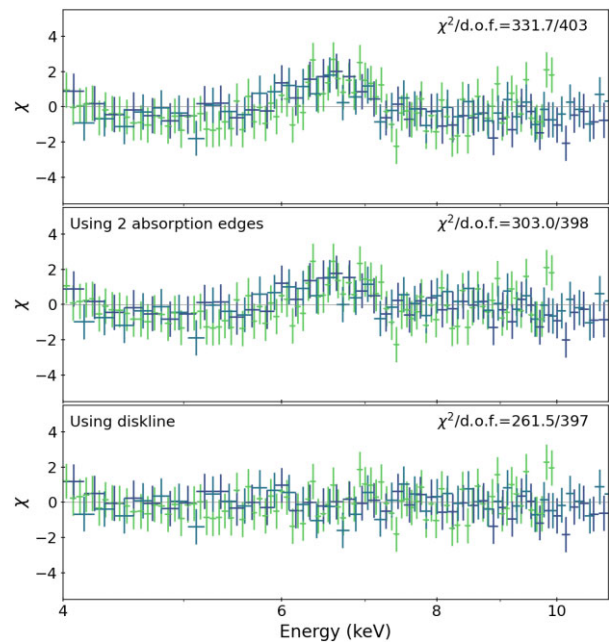 χ²/d.o.f.=331.7/403
4
2
0
−2
−4
χ
Using 2 absorption edges
χ²/d.o.f.=303.0/398
4
2
0
−2
−4
χ
Using diskline
χ²/d.o.f.=261.5/397
4
2
0
−2
−4
χ
4 6 8 10
Energy (keV)